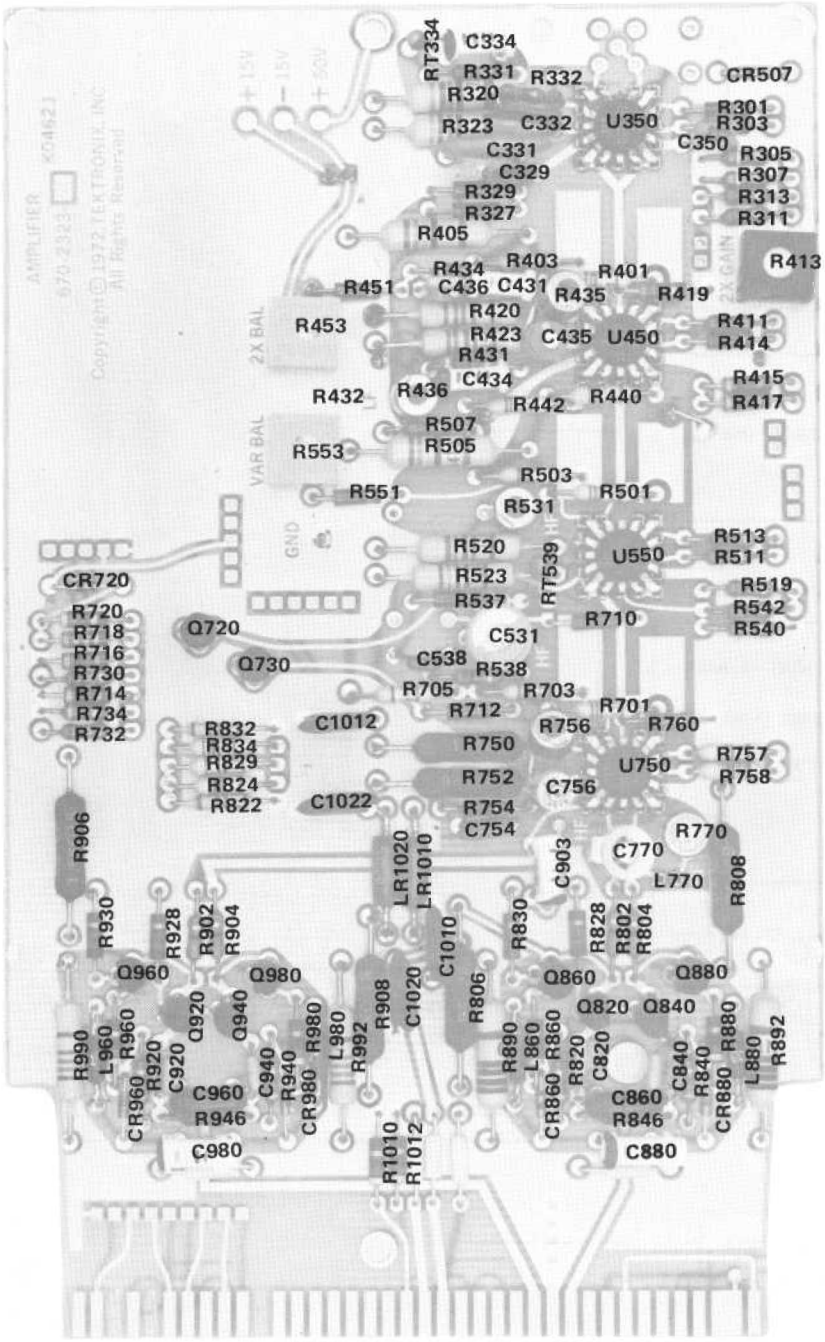 RT334
C334
R331
R332
CR507
R320
R301
R323
C332
U350
R303
C331
C350
R305
C329
R307
R329
R313
R327
R311
R405
+ 15V
- 15V
+ 50V
AMPLIFIER K04621
670-2323
Copyright © 1972, TEKTRONIX, INC.
All Rights Reserved
R403
R413
2X GAIN
R434
R401
R451
C436
C431
R435
R419
R453
2X BAL
R420
R411
R423
C435
U450
R414
R431
C434
R415
R432
R436
R442
R440
R417
R507
R553
VAR BAL
R505
R503
R551
R501
R531
HF
GND
R520
RT539
U550
R513
R511
R523
R519
CR720
R537
R542
R720
R710
R540
R718
Q720
C531
HF
R716
C538
R730
Q730
R538
R714
R705
R703
R734
C1012
R712
R701
R732
R832
R756
R760
R834
R750
R757
R829
U750
R758
R824
R752
C756
R822
C1022
R754
C754
R770
R906
LR1020
LR1010
C903
C770
L770
R808
R930
R928
R902
R904
C1010
R830
R828
R802
R804
Q960
Q980
R908
C1020
R806
Q860
Q880
Q920
Q940
Q820
Q840
R990
L960
R960
R920
C920
C940
R940
R980
L980
R992
R890
L860
R860
R820
C820
C840
R840
R880
L880
R892
CR960
C960
CR980
CR860
C860
CR880
R946
R846
C980
R1010
R1012
C880